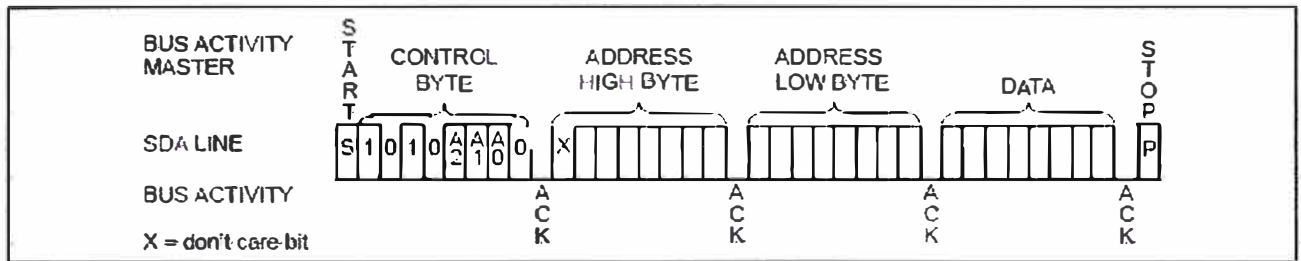 BUS ACTIVITY
MASTER
START
CONTROL
BYTE
ADDRESS
HIGH BYTE
ADDRESS
LOW BYTE
DATA
STOP
SDA LINE
S 1 0 1 0 A2 A1 A0 0 X P
BUS ACTIVITY
ACK ACK ACK ACK
X = don't care bit